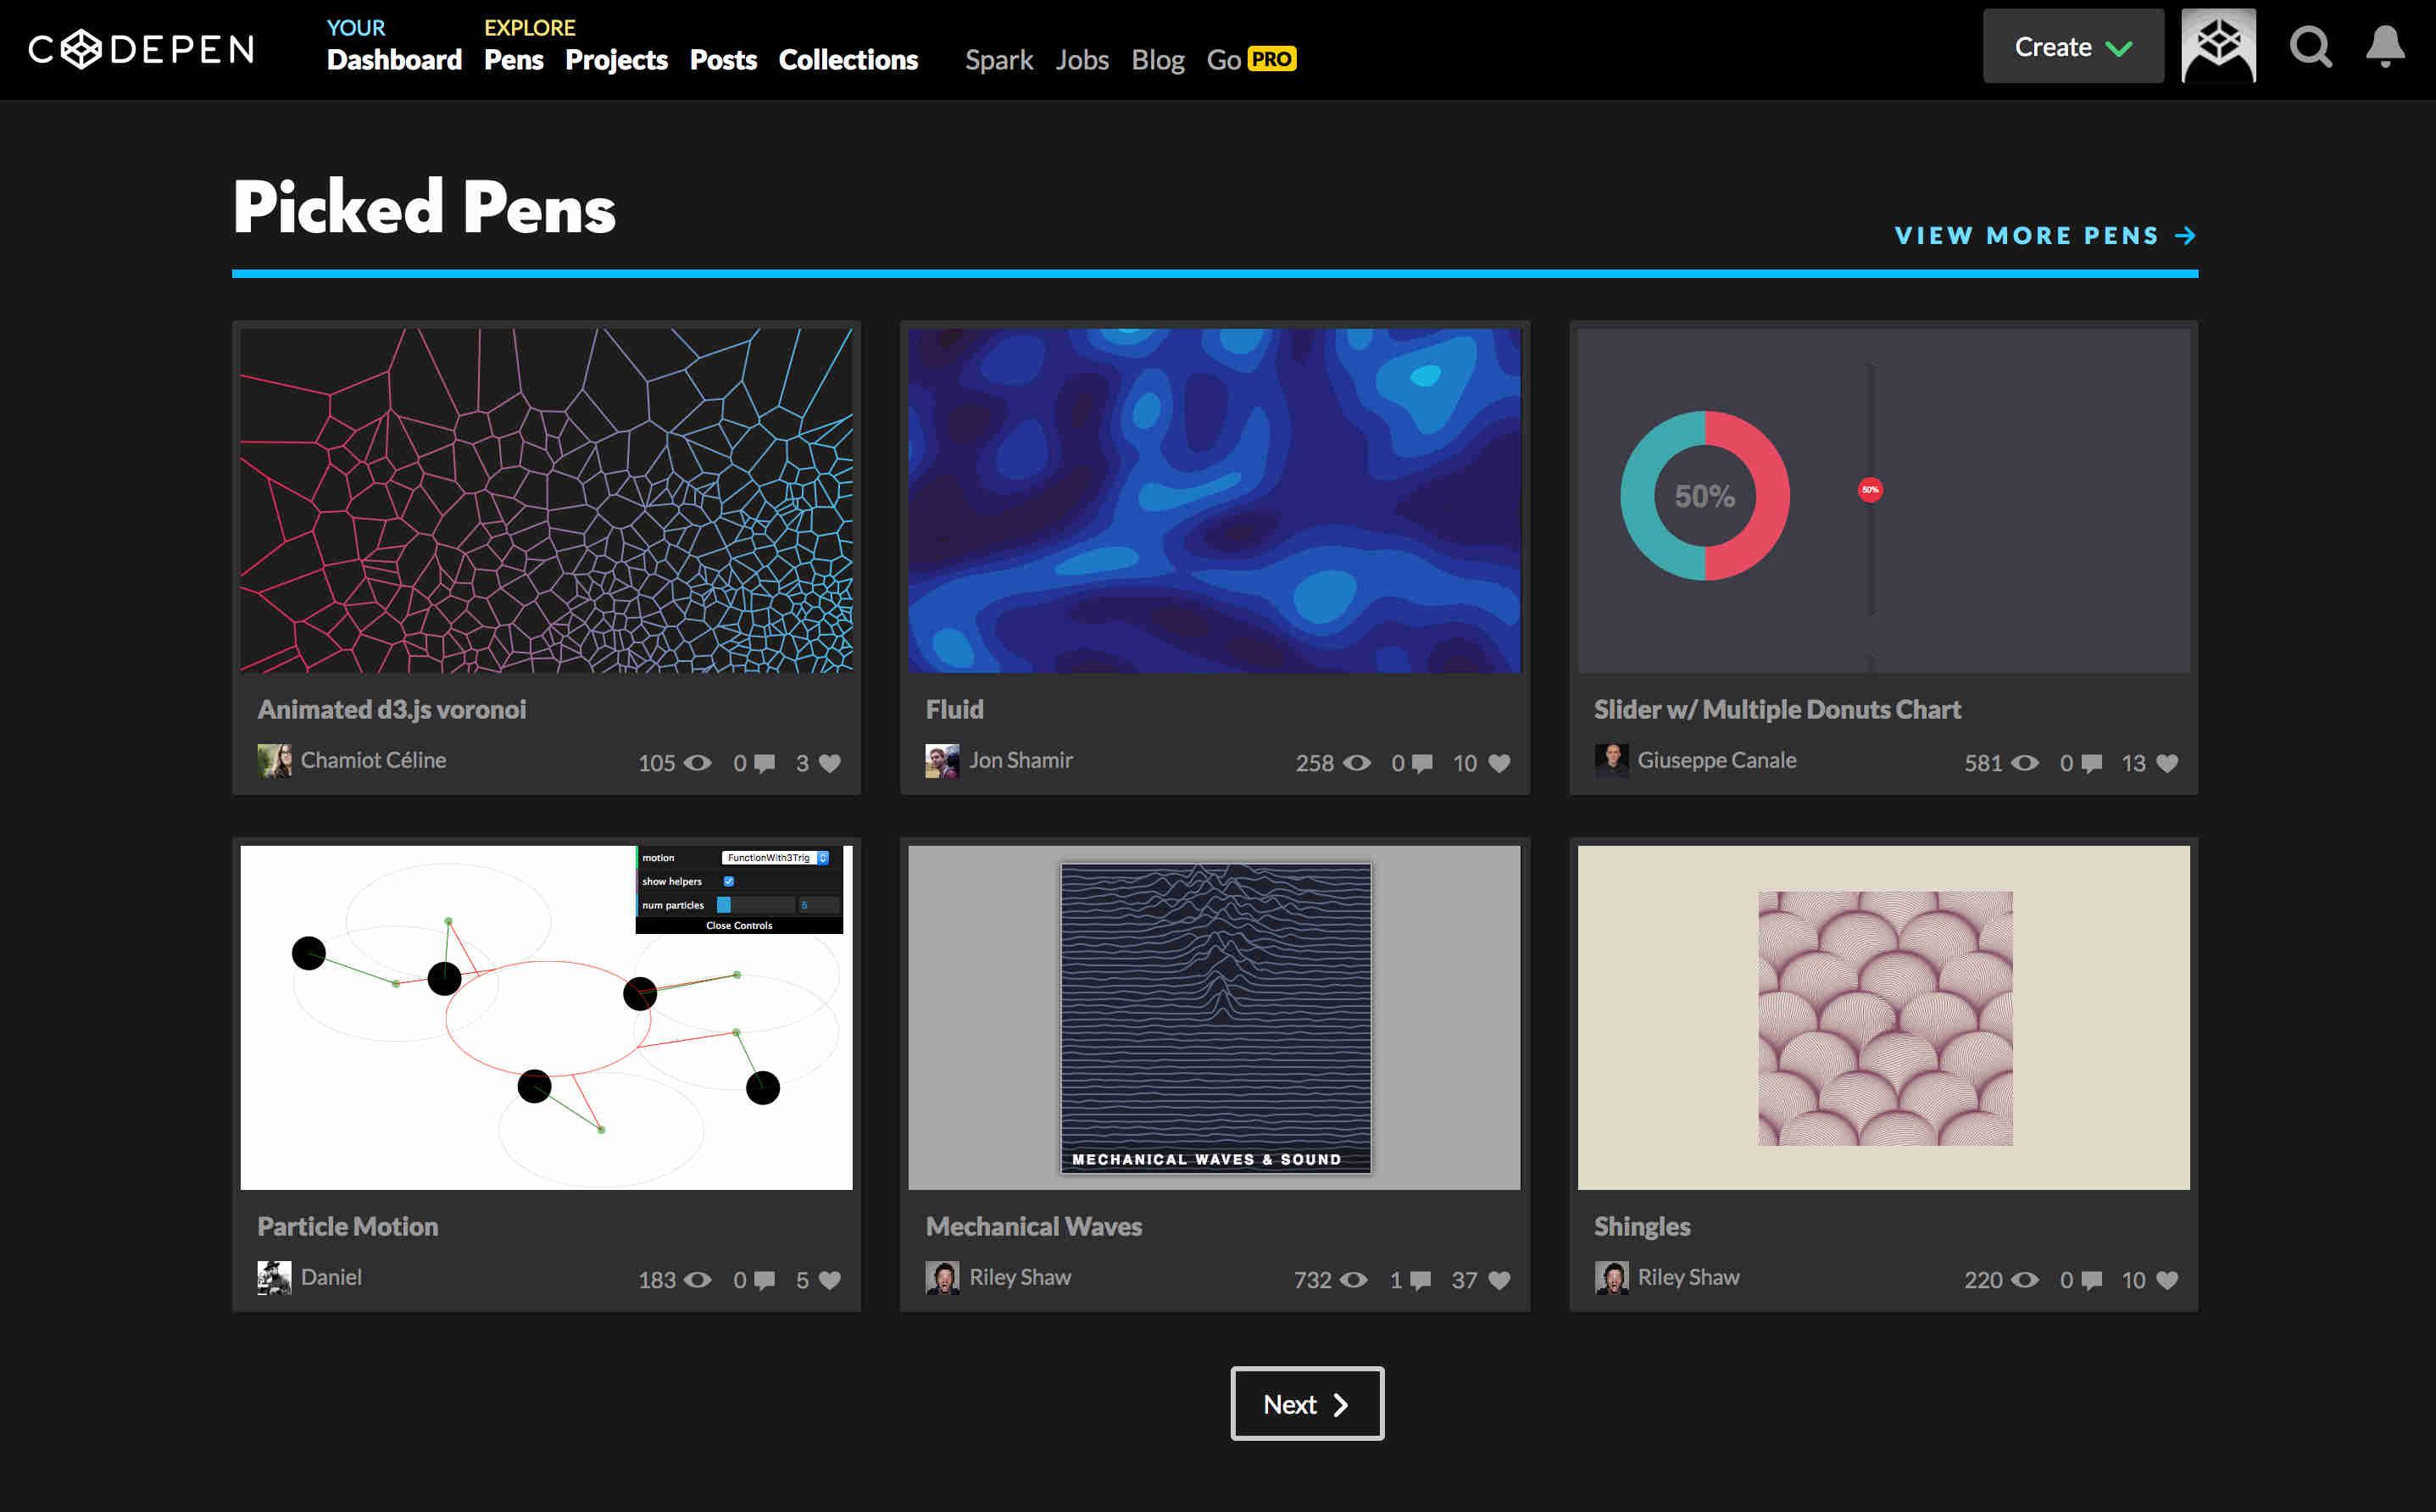 CODEPEN
YOUR
Dashboard
EXPLORE
Pens Projects Posts Collections
Spark Jobs Blog Go PRO
Create
Picked Pens
VIEW MORE PENS →
50%
50%
Animated d3.js voronoi
Chamiot Céline 105 0 3
Fluid
Jon Shamir 258 0 10
Slider w/ Multiple Donuts Chart
Giuseppe Canale 581 0 13
motion FunctionWith3Trig
show helpers
num particles 5
Close Controls
MECHANICAL WAVES & SOUND
Particle Motion
Daniel 183 0 5
Mechanical Waves
Riley Shaw 732 1 37
Shingles
Riley Shaw 220 0 10
Next